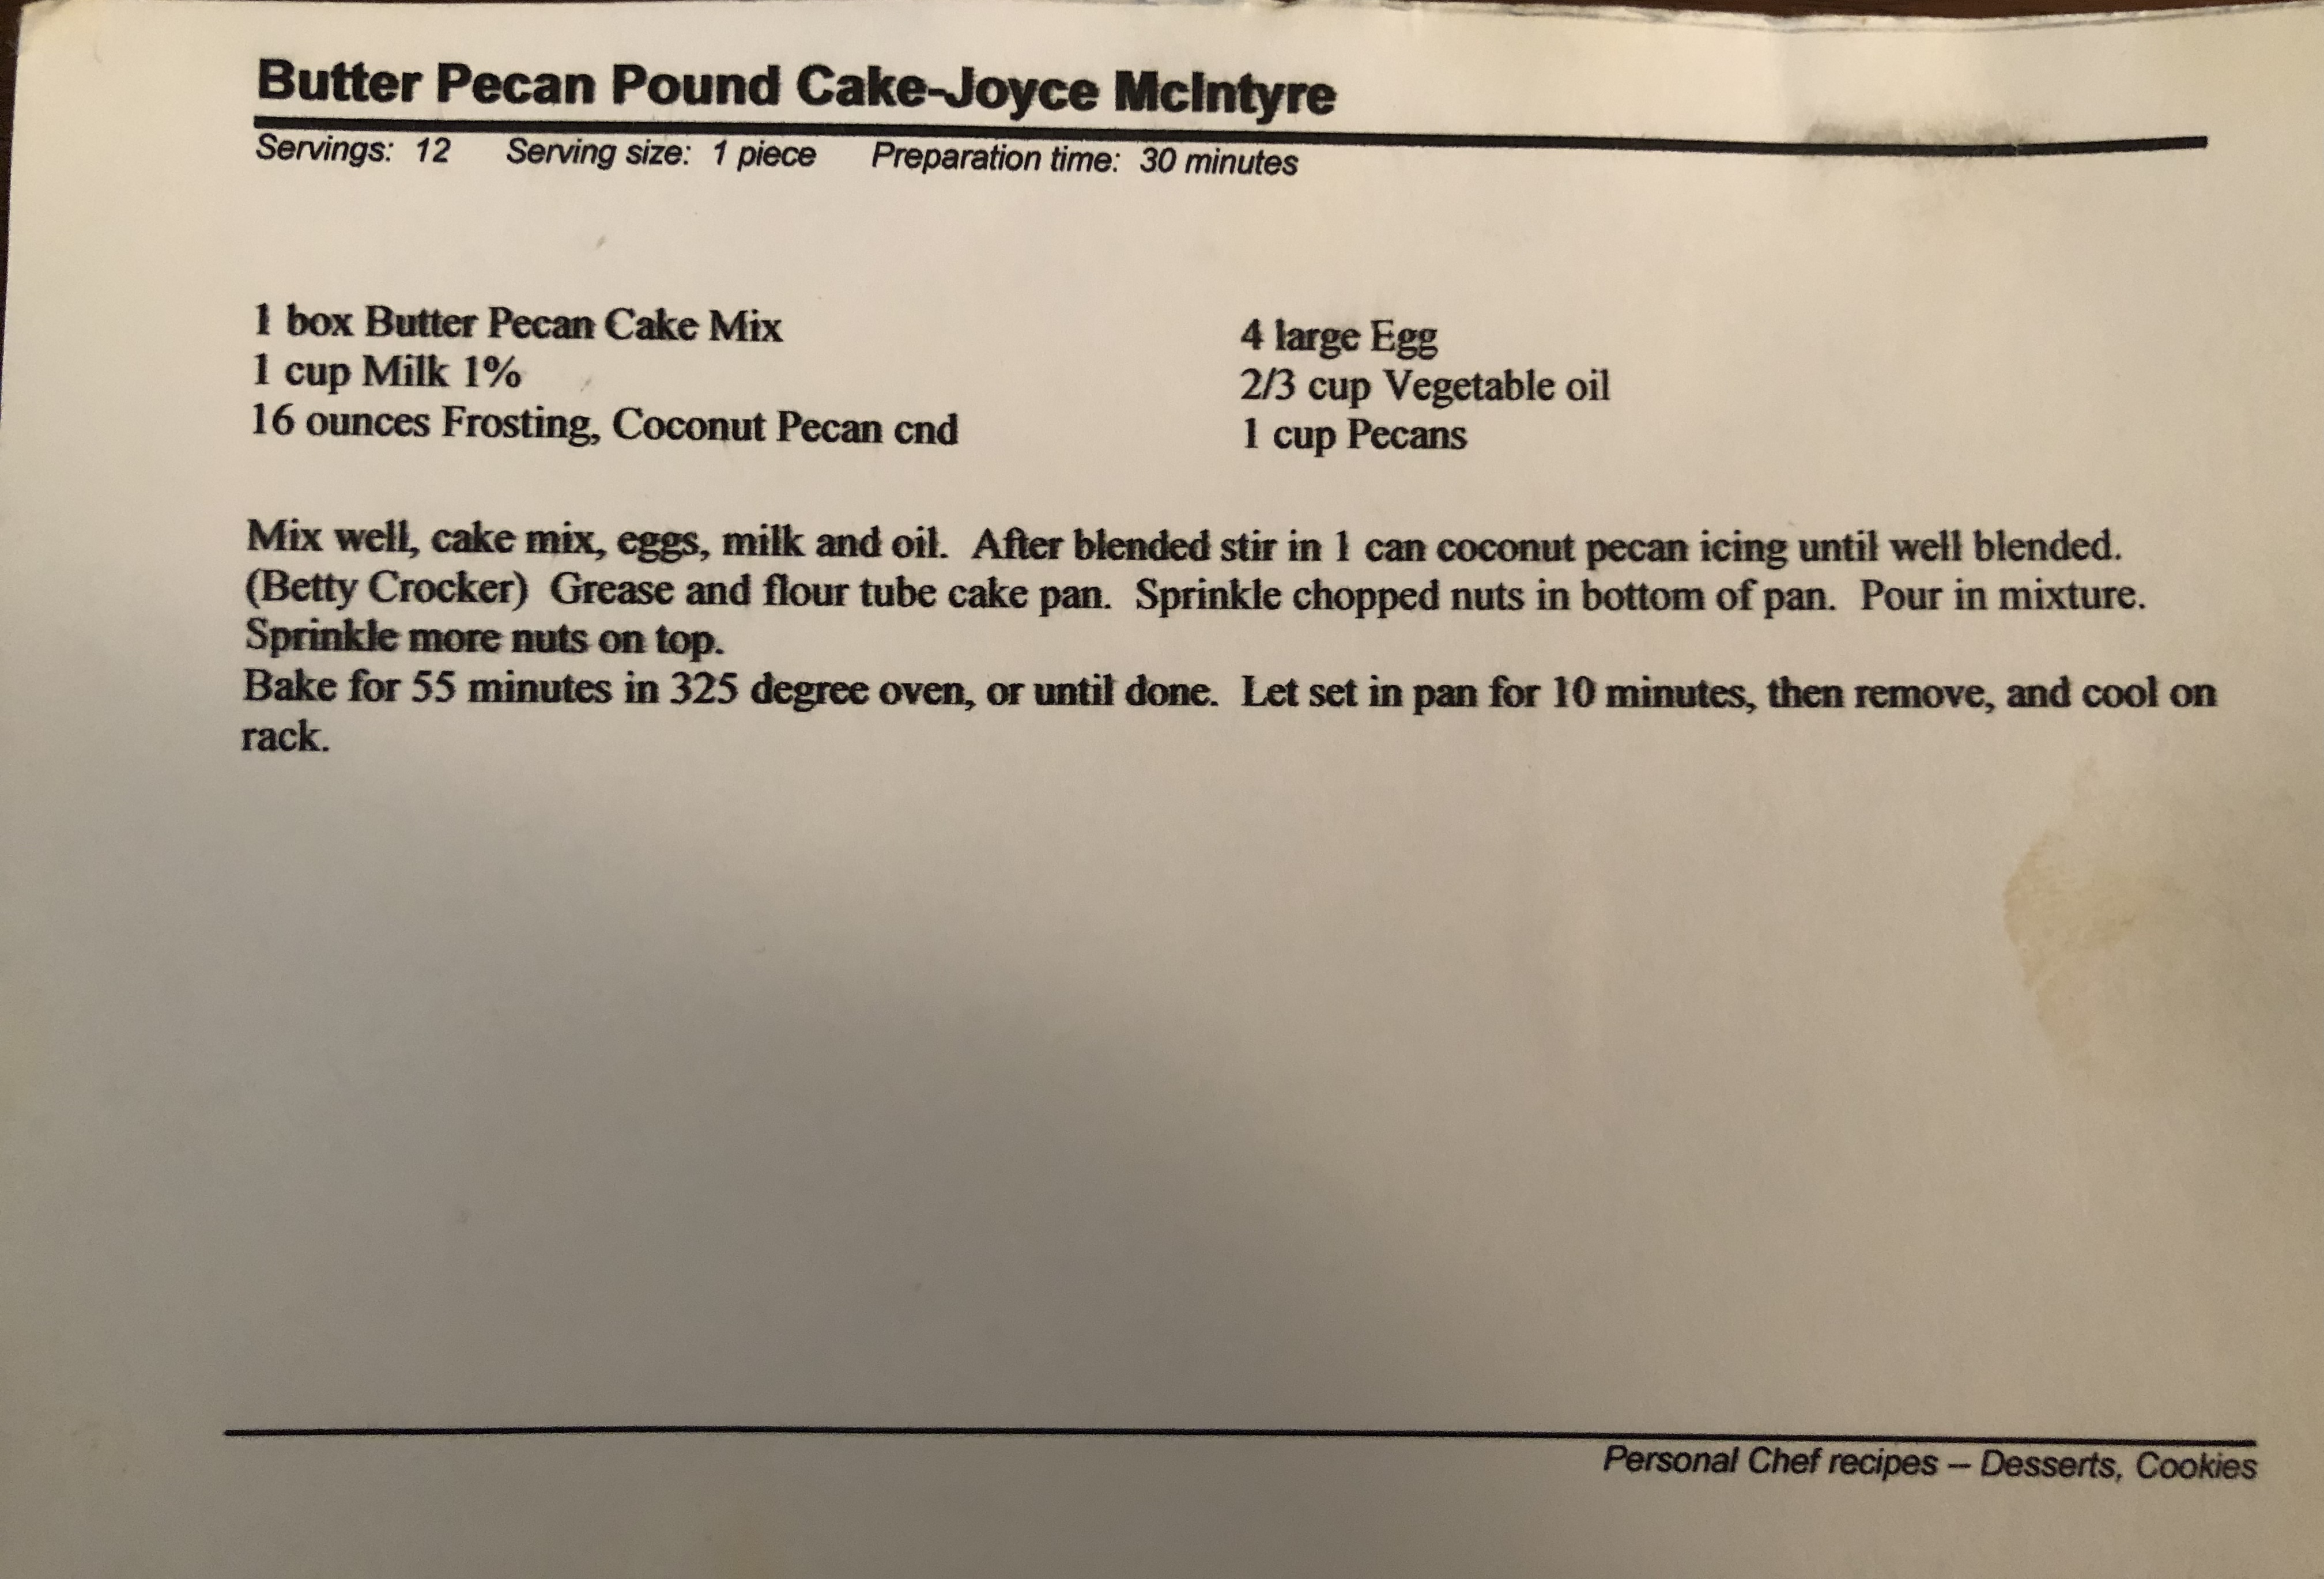 Butter Pecan Pound Cake-Joyce McIntyre
Servings: 12 Serving size: 1 piece Preparation time: 30 minutes
1 box Butter Pecan Cake Mix
1 cup Milk 1%
16 ounces Frosting, Coconut Pecan cnd
4 large Egg
2/3 cup Vegetable oil
1 cup Pecans
Mix well, cake mix, eggs, milk and oil. After blended stir in 1 can coconut pecan icing until well blended.
(Betty Crocker) Grease and flour tube cake pan. Sprinkle chopped nuts in bottom of pan. Pour in mixture.
Sprinkle more nuts on top.
Bake for 55 minutes in 325 degree oven, or until done. Let set in pan for 10 minutes, then remove, and cool on
rack.
Personal Chef recipes – Desserts, Cookies